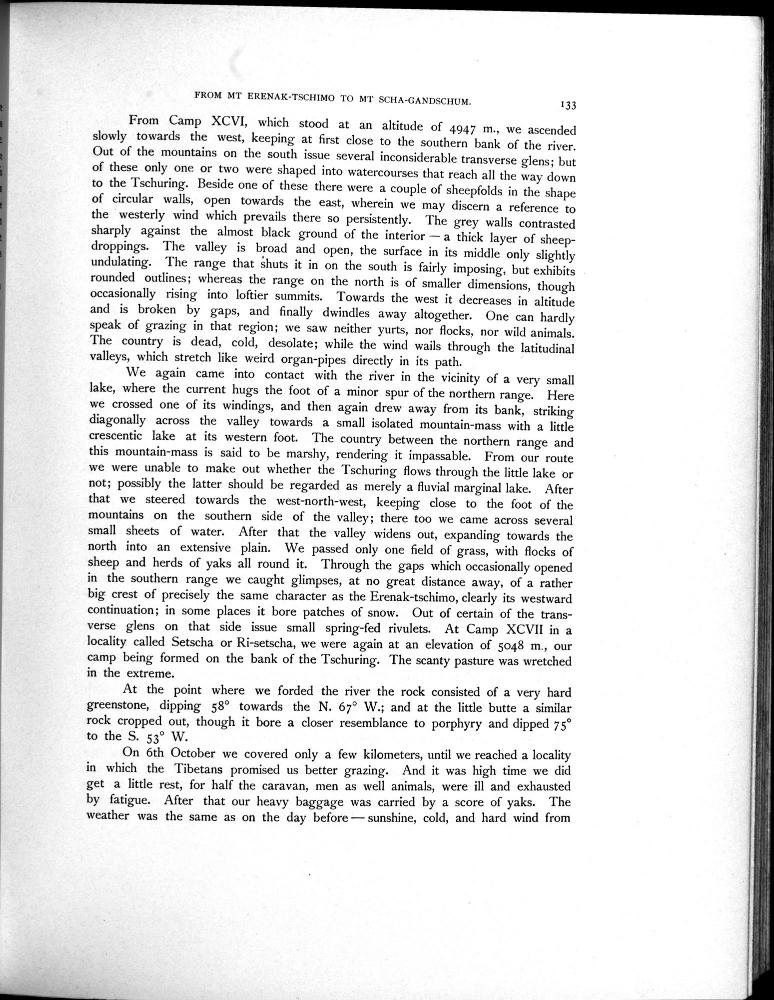 FROM MT ERENAK-TSCHIMO TO MT SCHA-GANDSCHUM.
133
From Camp XCVI, which stood at an altitude of 4947 m., we ascended
slowly towards the west, keeping at first close to the southern bank of the river.
Out of the mountains on the south issue several inconsiderable transverse glens; but
of these only one or two were shaped into watercourses that reach all the way down
to the Tschuring. Beside one of these there were a couple of sheepfolds in the shape
of circular walls, open towards the east, wherein we may discern a reference to
the westerly wind which prevails there so persistently. The grey walls contrasted
sharply against the almost black ground of the interior — a thick layer of sheep-
droppings. The valley is broad and open, the surface in its middle only slightly
undulating. The range that shuts it in on the south is fairly imposing, but exhibits
rounded outlines; whereas the range on the north is of smaller dimensions, though
occasionally rising into loftier summits. Towards the west it decreases in altitude
and is broken by gaps, and finally dwindles away altogether. One can hardly
speak of grazing in that region; we saw neither yurts, nor flocks, nor wild animals.
The country is dead, cold, desolate; while the wind wails through the latitudinal
valleys, which stretch like weird organ-pipes directly in its path.
We again came into contact with the river in the vicinity of a very small
lake, where the current hugs the foot of a minor spur of the northern range. Here
we crossed one of its windings, and then again drew away from its bank, striking
diagonally across the valley towards a small isolated mountain-mass with a little
crescentic lake at its western foot. The country between the northern range and
this mountain-mass is said to be marshy, rendering it impassable. From our route
we were unable to make out whether the Tschuring flows through the little lake or
not; possibly the latter should be regarded as merely a fluvial marginal lake. After
that we steered towards the west-north-west, keeping close to the foot of the
mountains on the southern side of the valley; there too we came across several
small sheets of water. After that the valley widens out, expanding towards the
north into an extensive plain. We passed only one field of grass, with flocks of
sheep and herds of yaks all round it. Through the gaps which occasionally opened
in the southern range we caught glimpses, at no great distance away, of a rather
big crest of precisely the same character as the Erenak-tschimo, clearly its westward
continuation; in some places it bore patches of snow. Out of certain of the trans-
verse glens on that side issue small spring-fed rivulets. At Camp XCVII in a
locality called Setscha or Ri-setscha, we were again at an elevation of 5048 m., our
camp being formed on the bank of the Tschuring. The scanty pasture was wretched
in the extreme.
At the point where we forded the river the rock consisted of a very hard
greenstone, dipping 58° towards the N. 67° W.; and at the little butte a similar
rock cropped out, though it bore a closer resemblance to porphyry and dipped 75°
to the S. 53° W.
On 6th October we covered only a few kilometers, until we reached a locality
in which the Tibetans promised us better grazing. And it was high time we did
get a little rest, for half the caravan, men as well animals, were ill and exhausted
by fatigue. After that our heavy baggage was carried by a score of yaks. The
weather was the same as on the day before — sunshine, cold, and hard wind from